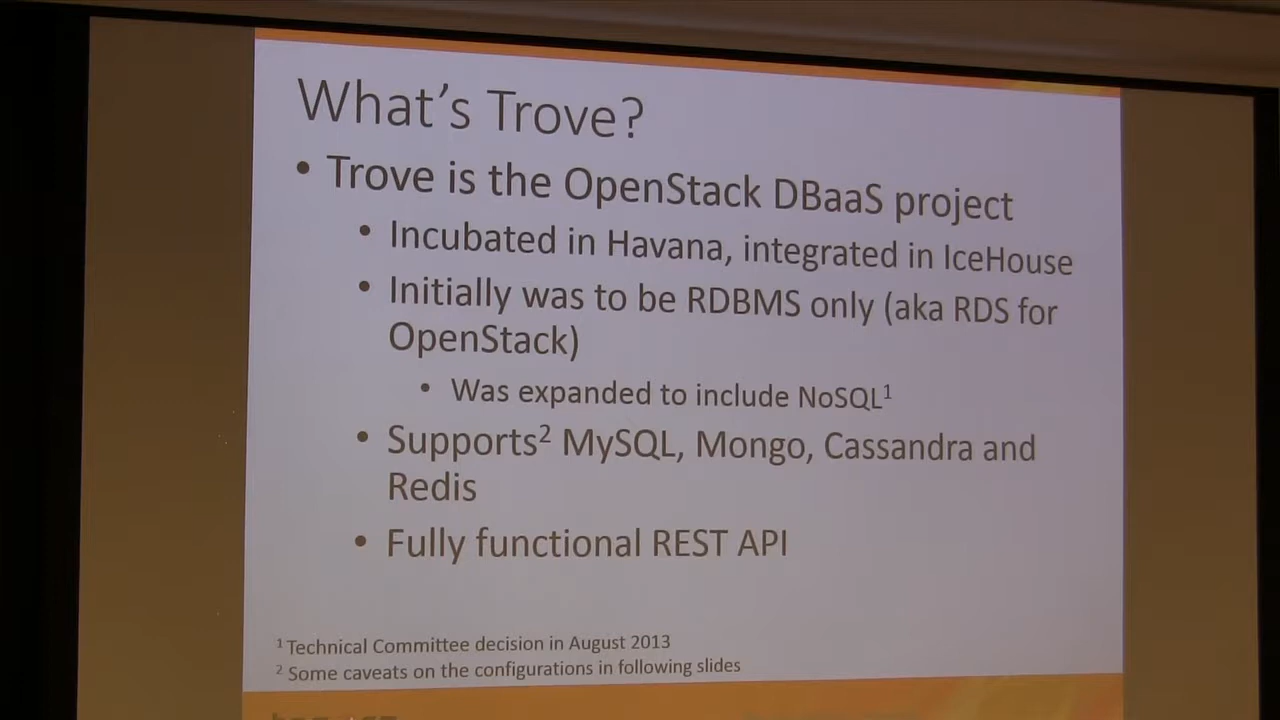 What's Trove?
• Trove is the OpenStack DBaaS project
• Incubated in Havana, integrated in IceHouse
• Initially was to be RDBMS only (aka RDS for
OpenStack)
• Was expanded to include NoSQL¹
• Supports² MySQL, Mongo, Cassandra and
Redis
• Fully functional REST API
¹ Technical Committee decision in August 2013
² Some caveats on the configurations in following slides